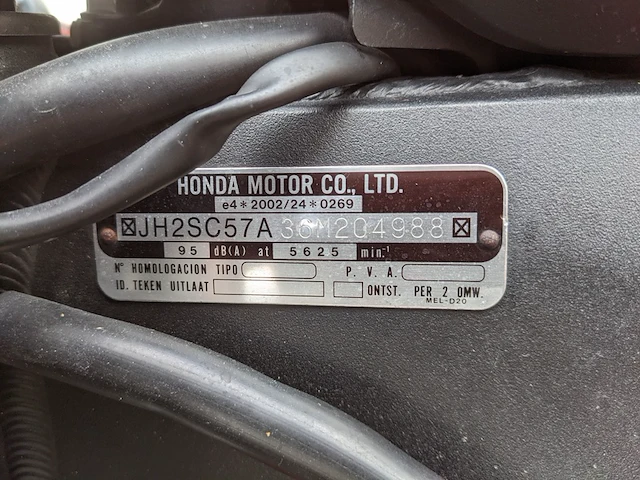 HONDA MOTOR CO., LTD.
e4*2002/24*0269
☒JH2SC57A36M204988☒
95 dB(A) at 5625 min.⁻¹
Nº HOMOLOGACION TIPO P. V. A.
ID. TEKEN UITLAAT ONTST. PER 2 OMW.
MEL-D20